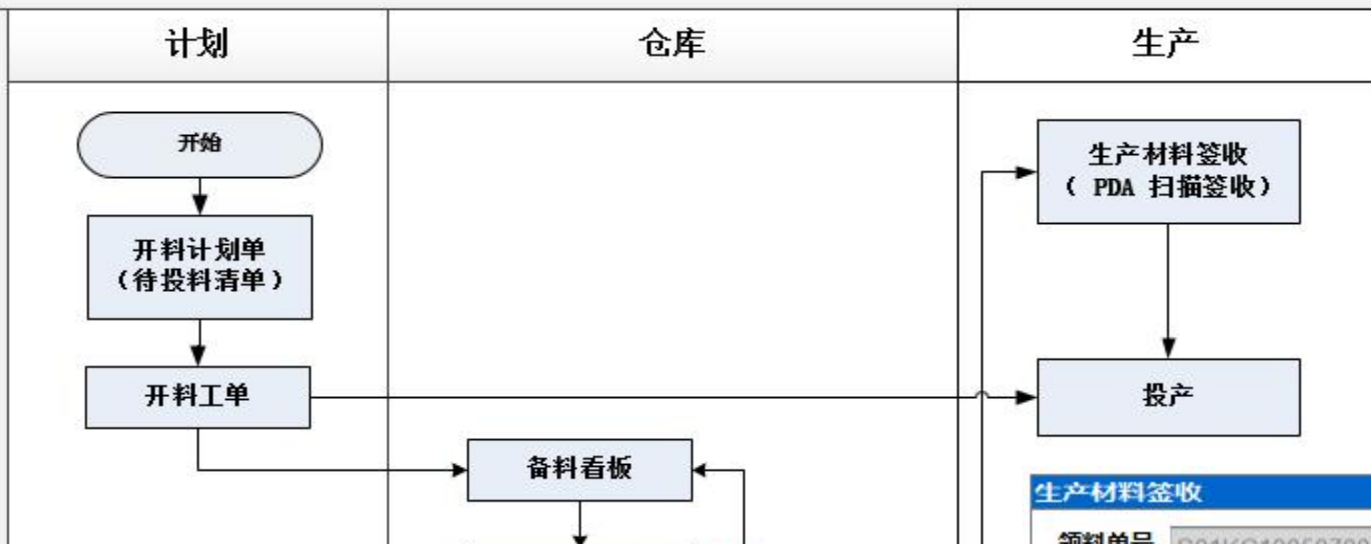 计划
仓库
生产
开始
开料计划单
（待投料清单）
开料工单
备料看板
生产材料签收
（ PDA 扫描签收）
投产
生产材料签收
领料单号